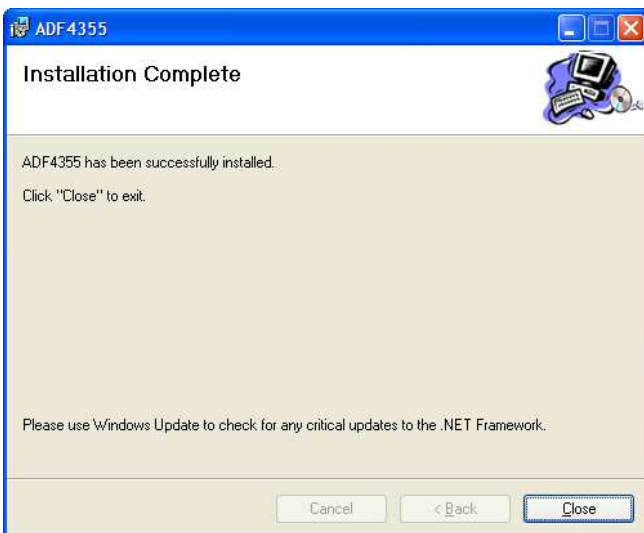 ADF4355
Installation Complete
ADF4355 has been successfully installed.
Click "Close" to exit.
Please use Windows Update to check for any critical updates to the .NET Framework.
Cancel
< Back
Close